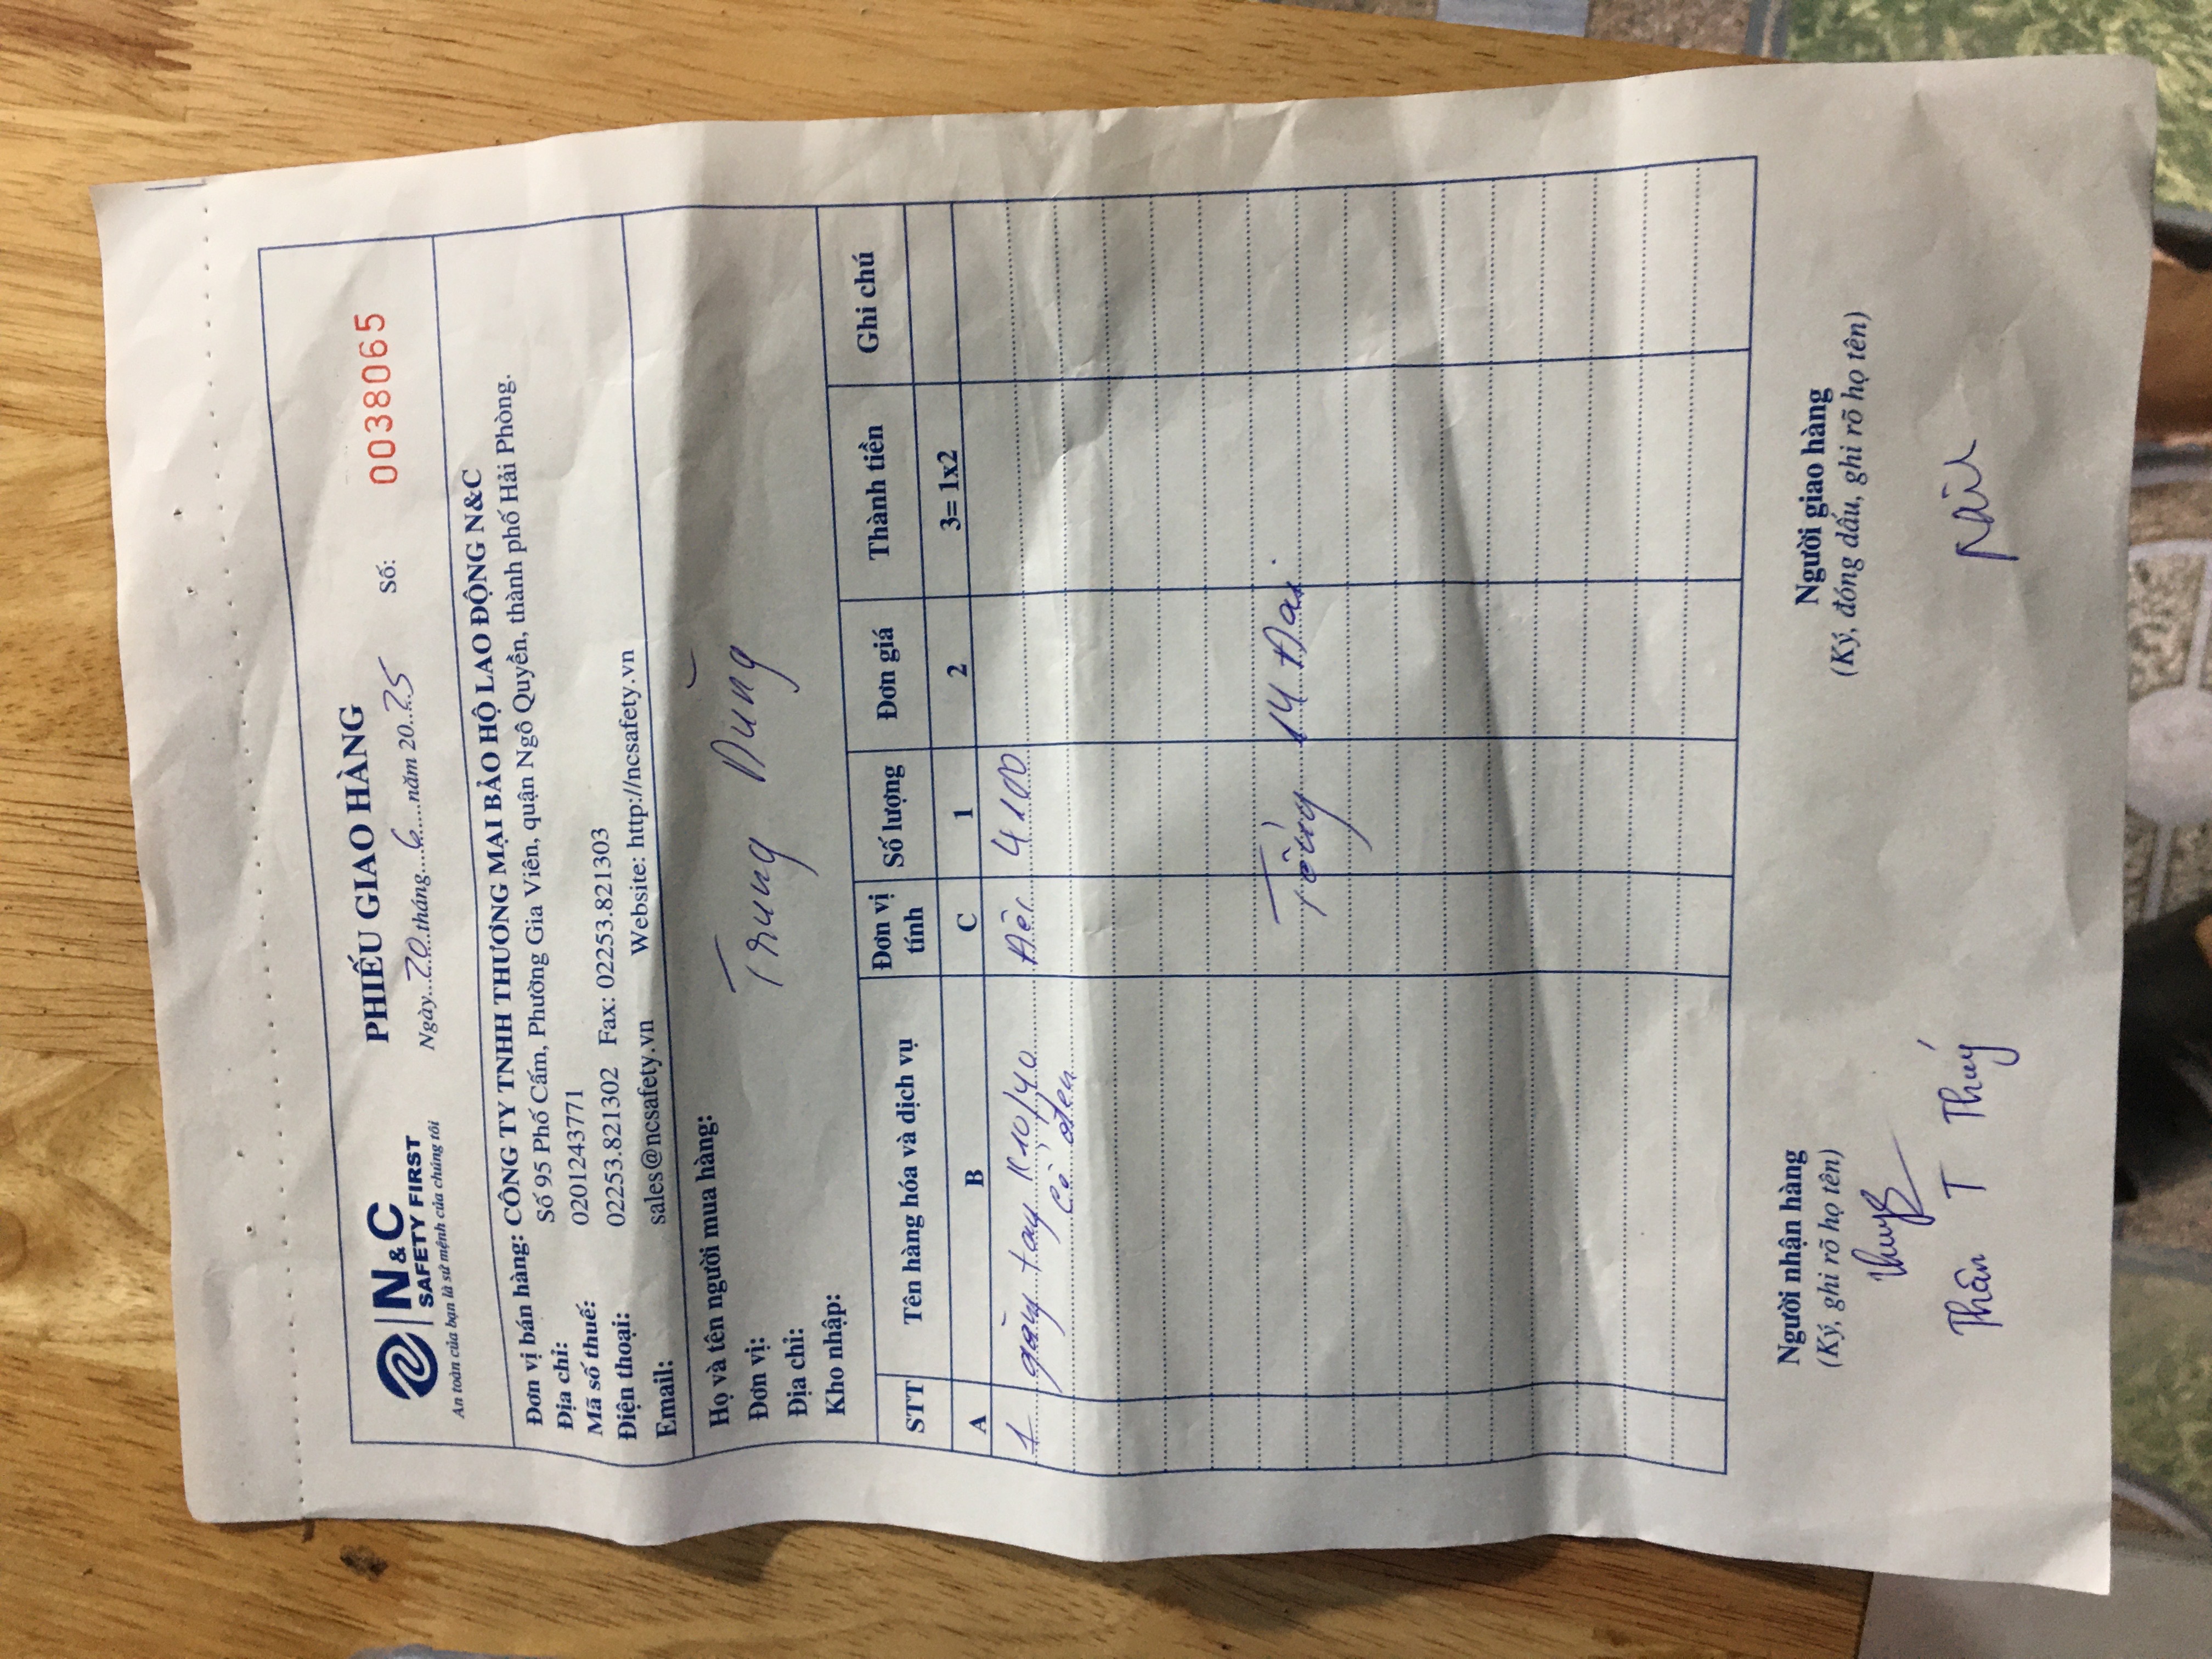 N&C
SAFETY FIRST
An toàn của bạn là sứ mệnh của chúng tôi
PHIẾU GIAO HÀNG
Ngày....20....tháng....6....năm 20..25
Số: 0038065
Đơn vị bán hàng: CÔNG TY TNHH THƯƠNG MẠI BẢO HỘ LAO ĐỘNG N&C
Địa chỉ: Số 95 Phố Cấm, Phường Gia Viên, quận Ngô Quyền, thành phố Hải Phòng.
Mã số thuế: 0201243771
Điện thoại: 02253.821302 Fax: 02253.821303
Email: sales@ncsafety.vn Website: http://ncsafety.vn
Họ và tên người mua hàng:
Đơn vị: Trung Dũng
Địa chỉ:
Kho nhập:
STT Tên hàng hóa và dịch vụ Đơn vị tính Số lượng Đơn giá Thành tiền Ghi chú
A B C 1 2 3= 1x2
1 găng tay K10/40 4.100
Cổ đen
14
Người nhận hàng
(Ký, ghi rõ họ tên)
Thân T Thúy
Người giao hàng
(Ký, đóng dấu, ghi rõ họ tên)